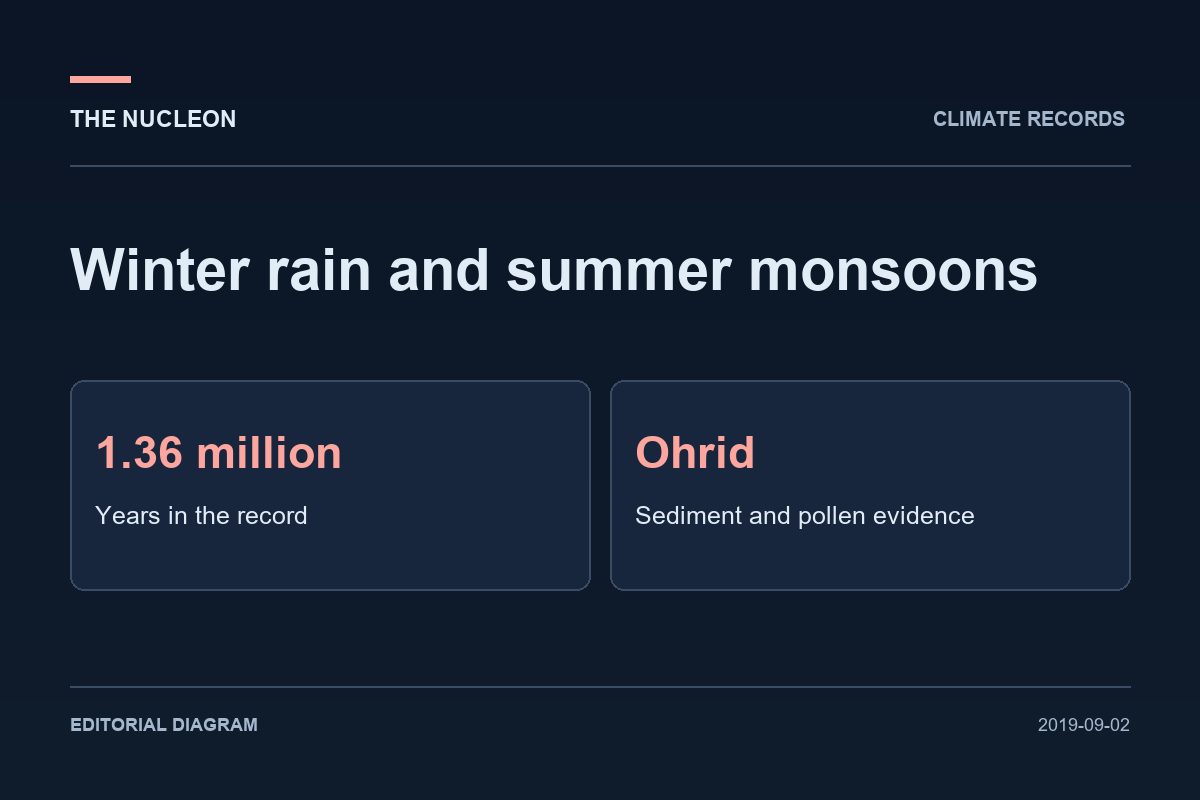 THE NUCLEON
CLIMATE RECORDS
Winter rain and summer monsoons
1.36 million
Years in the record
Ohrid
Sediment and pollen evidence
EDITORIAL DIAGRAM
2019-09-02